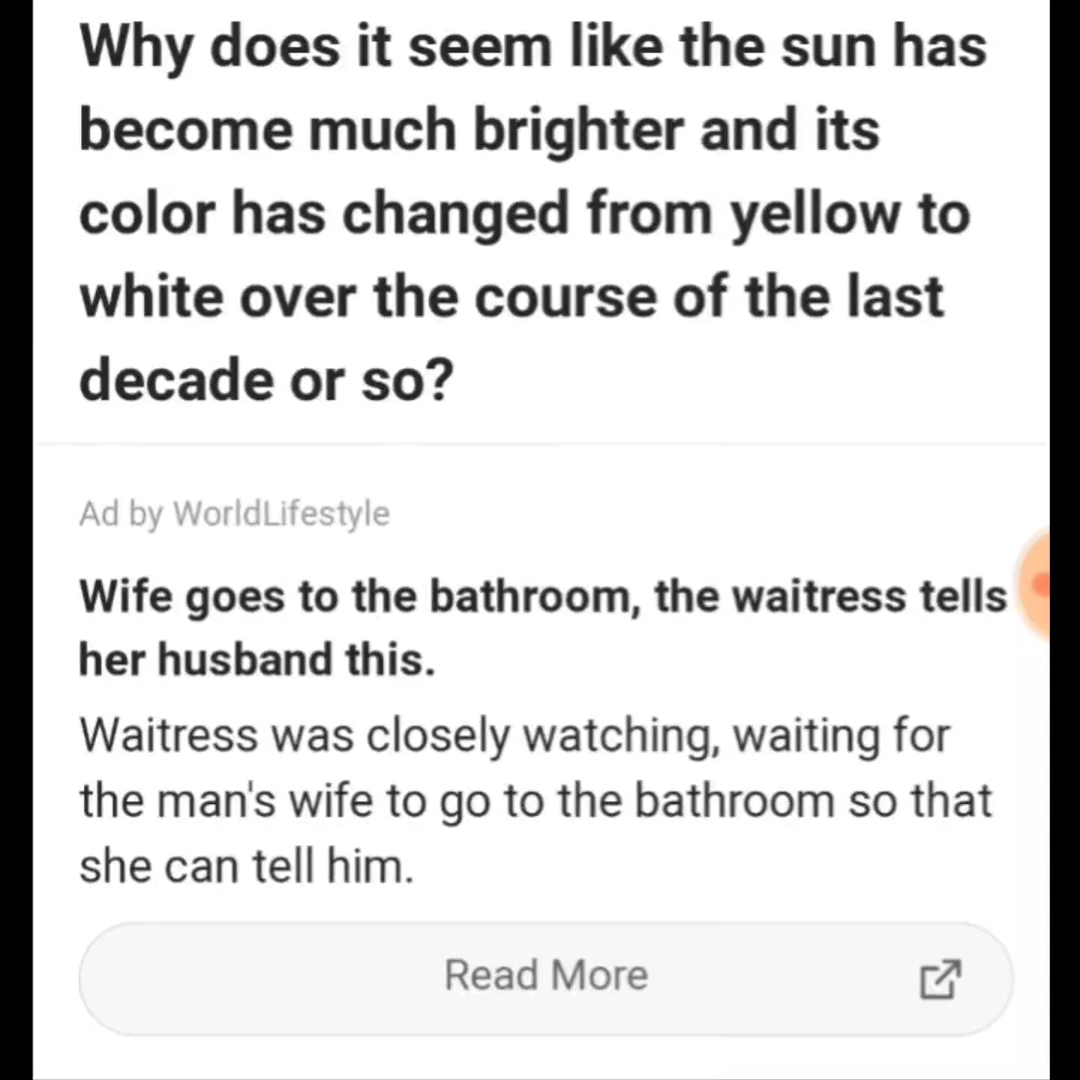 Why does it seem like the sun has
become much brighter and its
color has changed from yellow to
white over the course of the last
decade or so?
Ad by WorldLifestyle
Wife goes to the bathroom, the waitress tells
her husband this.
Waitress was closely watching, waiting for
the man's wife to go to the bathroom so that
she can tell him.
Read More